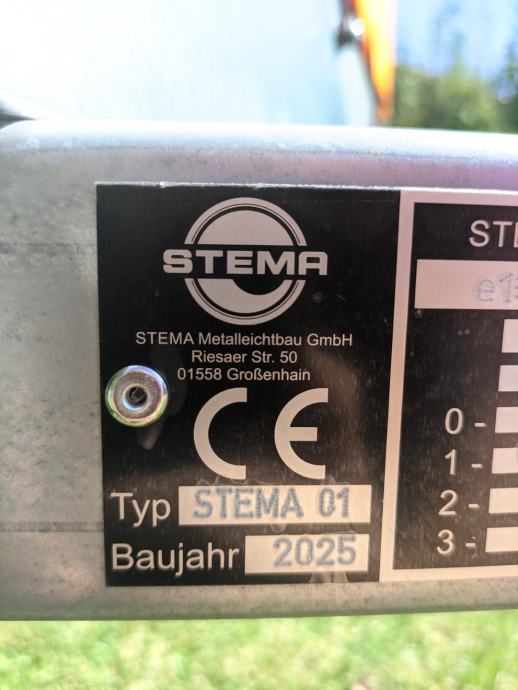 STEMA
STEMA Metalleichtbau GmbH
Riesaer Str. 50
01558 Großenhain
CE
Typ STEMA 01
Baujahr 2025
0 -
1 -
2 -
3 -